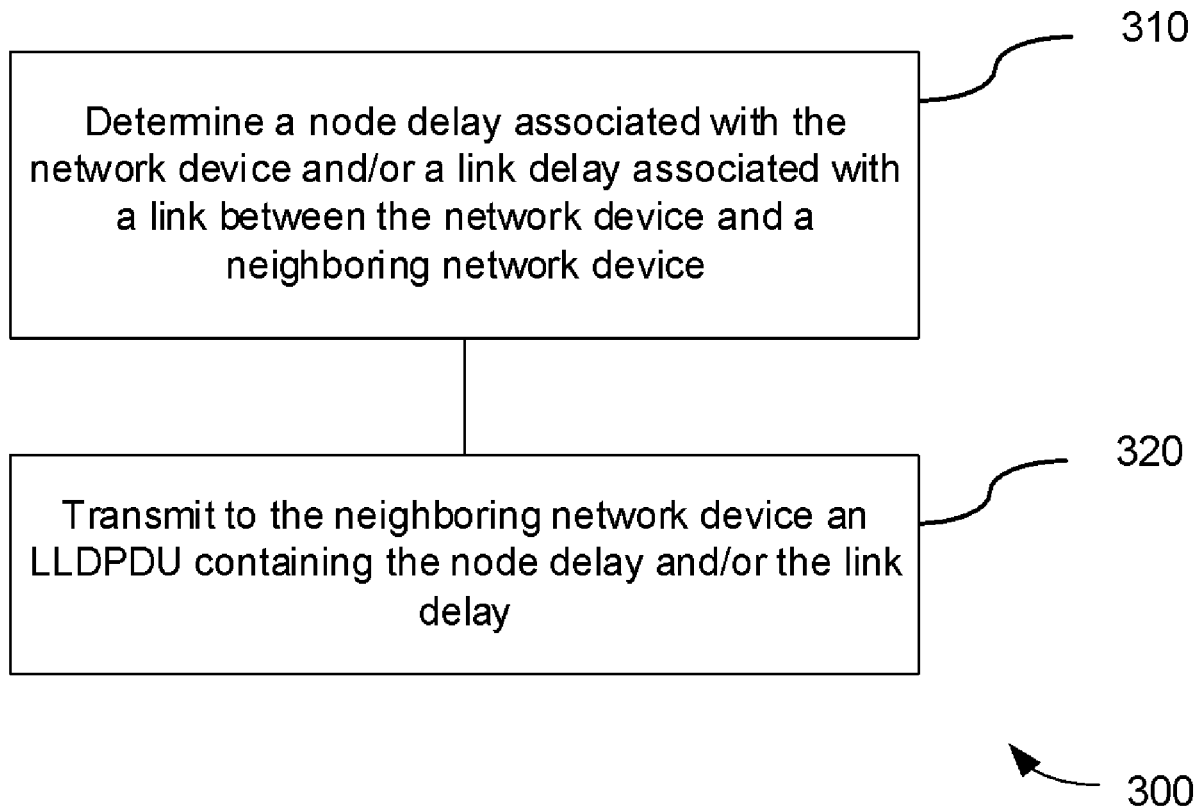 310
Determine a node delay associated with the
network device and/or a link delay associated with
a link between the network device and a
neighboring network device
320
Transmit to the neighboring network device an
LLDPDU containing the node delay and/or the link
delay
300